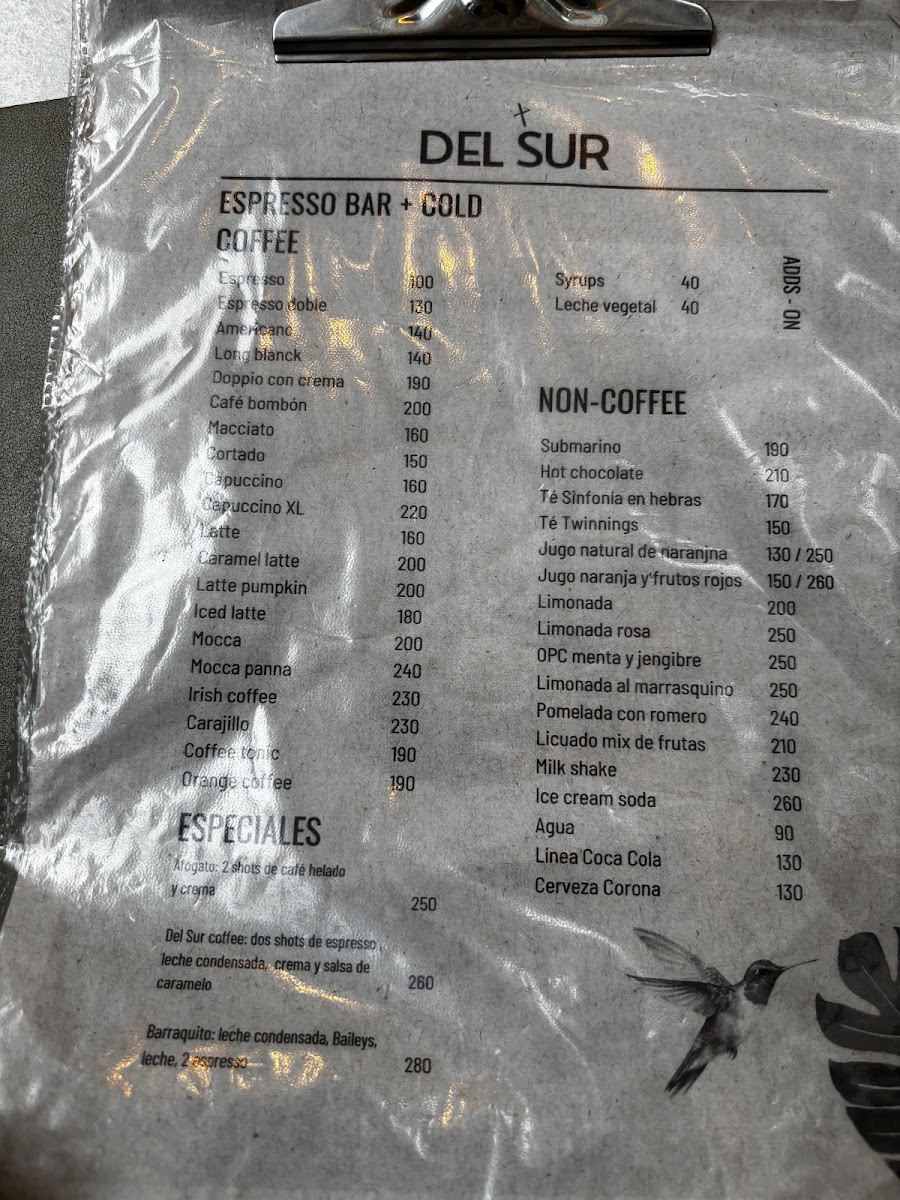 DEL SUR
ESPRESSO BAR + COLD
COFFEE
Espresso 100
Espresso doble 130
Americano 140
Long blanck 140
Doppio con crema 190
Café bombón 200
Macciato 160
Cortado 150
Capuccino 160
Capuccino XL 220
Latte 160
Caramel latte 200
Latte pumpkin 200
Iced latte 180
Mocca 200
Mocca panna 240
Irish coffee 230
Carajillo 230
Coffee tonic 190
Orange coffee 190
ESPECIALES
Afogato: 2 shots de café helado
y crema 250
Del Sur coffee: dos shots de espresso,
leche condensada, crema y salsa de
caramelo 260
Barraquito: leche condensada, Baileys,
leche, 2 espresso 280
ADDS - ON
Syrups 40
Leche vegetal 40
NON-COFFEE
Submarino 190
Hot chocolate 210
Té Sinfonía en hebras 170
Té Twinnings 150
Jugo natural de naranjna 130 / 250
Jugo naranja y frutos rojos 150 / 260
Limonada 200
Limonada rosa 250
OPC menta y jengibre 250
Limonada al marrasquino 250
Pomelada con romero 240
Licuado mix de frutas 210
Milk shake 230
Ice cream soda 260
Agua 90
Línea Coca Cola 130
Cerveza Corona 130